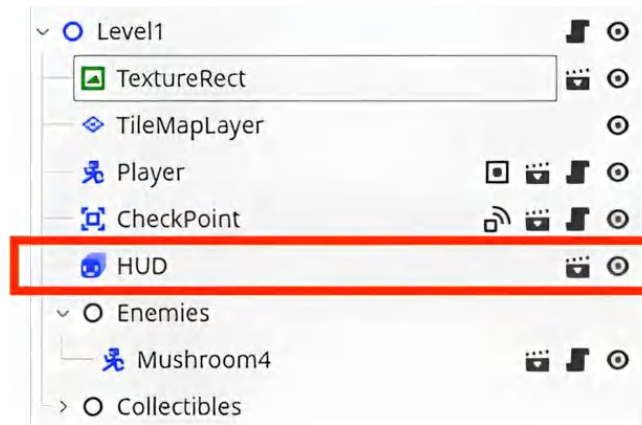 Level1
TextureRect
TileMapLayer
Player
CheckPoint
HUD
Enemies
Mushroom4
Collectibles